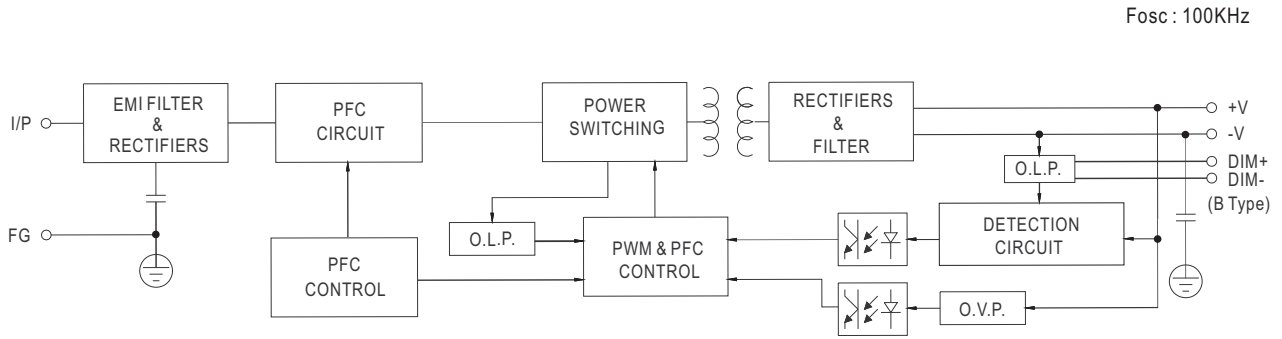 Fosc : 100KHz
I/P
EMI FILTER
&
RECTIFIERS
PFC
CIRCUIT
POWER
SWITCHING
RECTIFIERS
&
FILTER
+V
-V
DIM+
DIM-
(B Type)
O.L.P.
FG
O.L.P.
DETECTION
CIRCUIT
PFC
CONTROL
PWM & PFC
CONTROL
O.V.P.